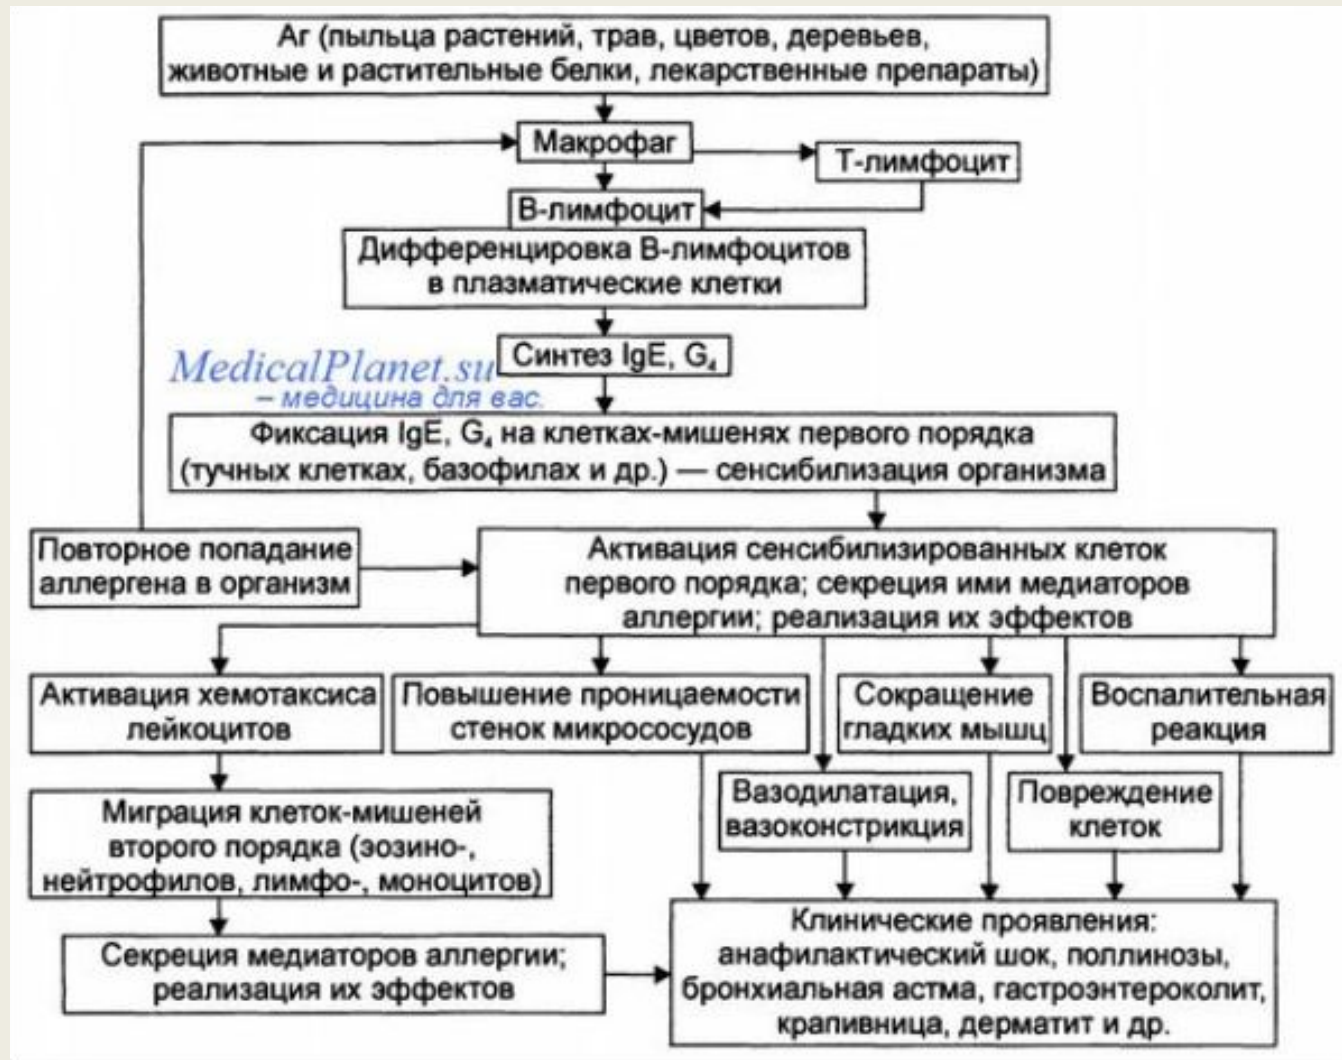 Аг (пыльца растений, трав, цветов, деревьев,
животные и растительные белки, лекарственные препараты)
Макрофаг
Т-лимфоцит
В-лимфоцит
Дифференцировка В-лимфоцитов
в плазматические клетки
Синтез IgE, G₄
MedicalPlanet.su
– медицина для вас.
Фиксация IgE, G₄ на клетках-мишенях первого порядка
(тучных клетках, базофилах и др.) — сенсибилизация организма
Повторное попадание
аллергена в организм
Активация сенсибилизированных клеток
первого порядка; секреция ими медиаторов
аллергии; реализация их эффектов
Активация хемотаксиса
лейкоцитов
Повышение проницаемости
стенок микрососудов
Сокращение
гладких мышц
Воспалительная
реакция
Миграция клеток-мишеней
второго порядка (эозино-,
нейтрофилов, лимфо-, моноцитов)
Вазодилатация,
вазоконстрикция
Повреждение
клеток
Секреция медиаторов аллергии;
реализация их эффектов
Клинические проявления:
анафилактический шок, поллинозы,
бронхиальная астма, гастроэнтероколит,
крапивница, дерматит и др.